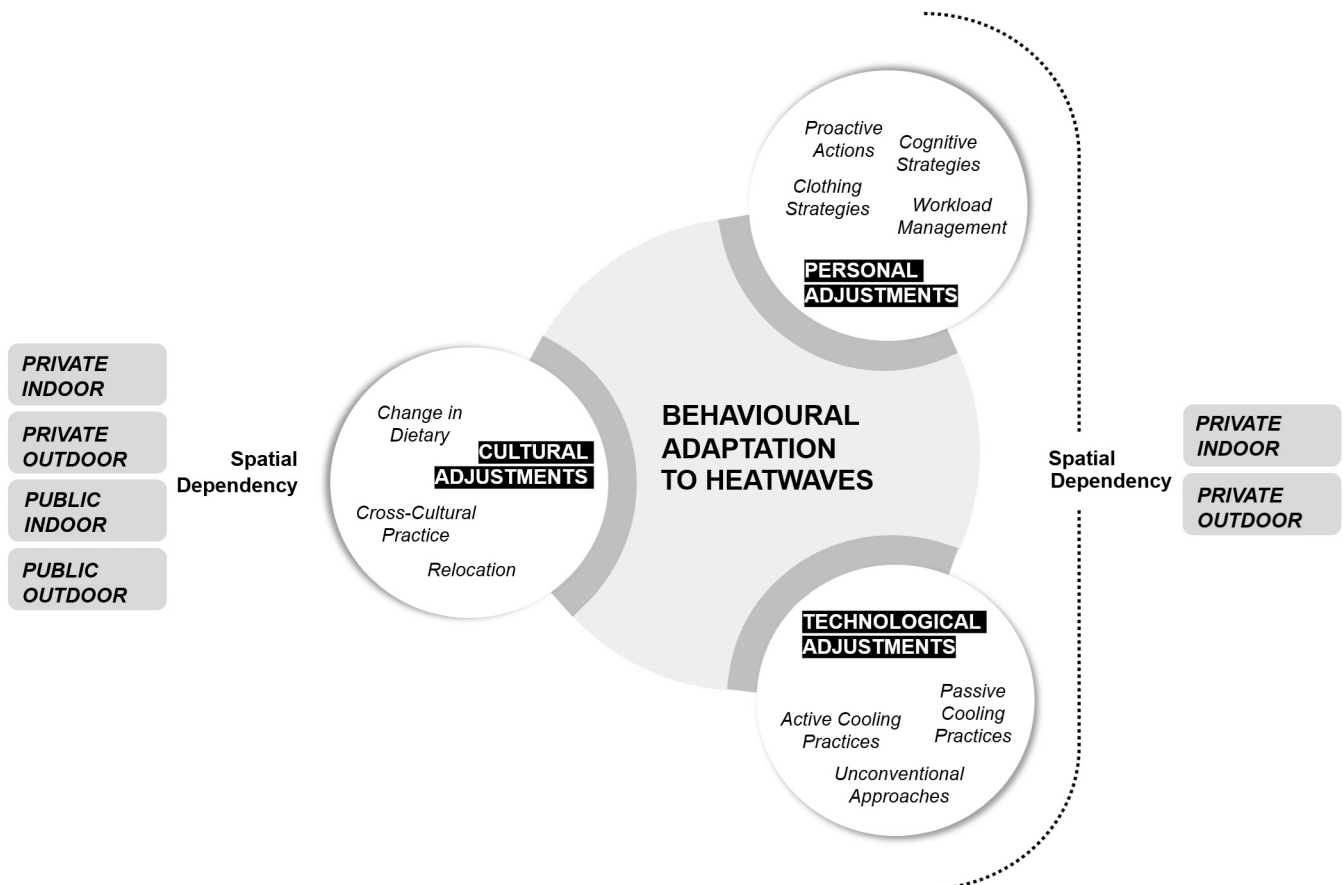 Proactive
Actions
Cognitive
Strategies
Clothing
Strategies
Workload
Management
PERSONAL
ADJUSTMENTS
PRIVATE
INDOOR
PRIVATE
OUTDOOR
PUBLIC
INDOOR
PUBLIC
OUTDOOR
Spatial
Dependency
Change in
Dietary
CULTURAL
ADJUSTMENTS
Cross-Cultural
Practice
Relocation
BEHAVIOURAL
ADAPTATION
TO HEATWAVES
Spatial
Dependency
PRIVATE
INDOOR
PRIVATE
OUTDOOR
TECHNOLOGICAL
ADJUSTMENTS
Active Cooling
Practices
Passive
Cooling
Practices
Unconventional
Approaches